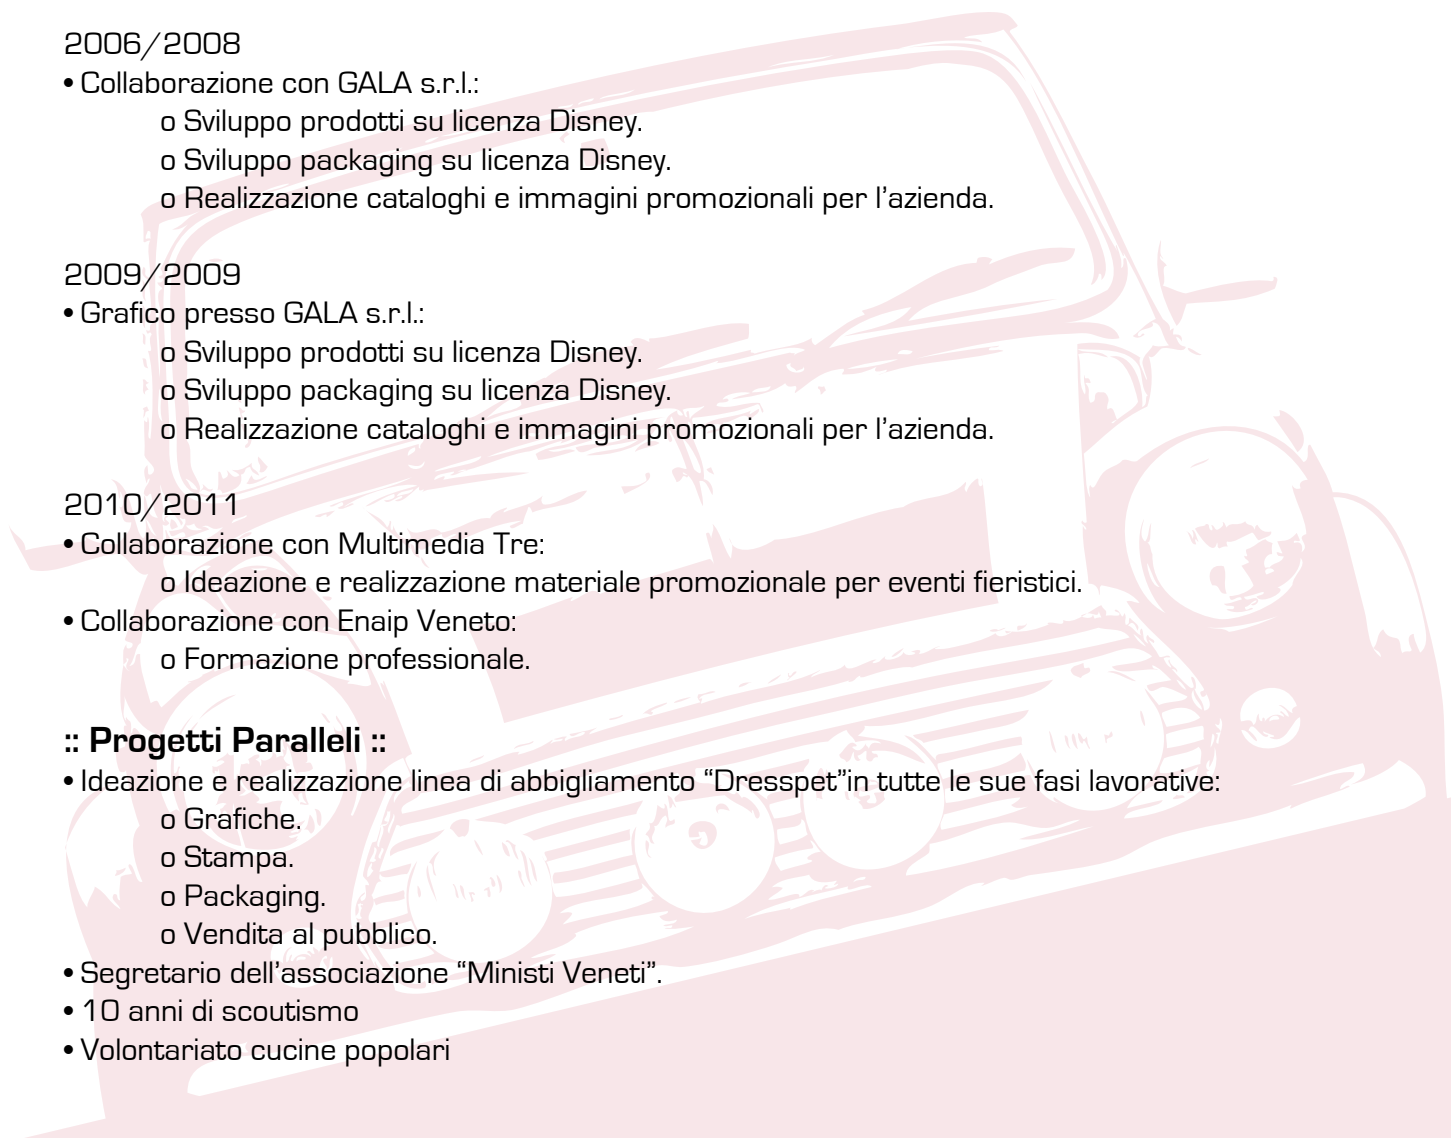 2006/2008
• Collaborazione con GALA s.r.l.:
o Sviluppo prodotti su licenza Disney.
o Sviluppo packaging su licenza Disney.
o Realizzazione cataloghi e immagini promozionali per l’azienda.
2009/2009
• Grafico presso GALA s.r.l.:
o Sviluppo prodotti su licenza Disney.
o Sviluppo packaging su licenza Disney.
o Realizzazione cataloghi e immagini promozionali per l’azienda.
2010/2011
• Collaborazione con Multimedia Tre:
o Ideazione e realizzazione materiale promozionale per eventi fieristici.
• Collaborazione con Enaip Veneto:
o Formazione professionale.
:: Progetti Paralleli ::
• Ideazione e realizzazione linea di abbigliamento “Dresspet”in tutte le sue fasi lavorative:
o Grafiche.
o Stampa.
o Packaging.
o Vendita al pubblico.
• Segretario dell’associazione “Ministi Veneti”.
• 10 anni di scoutismo
• Volontariato cucine popolari